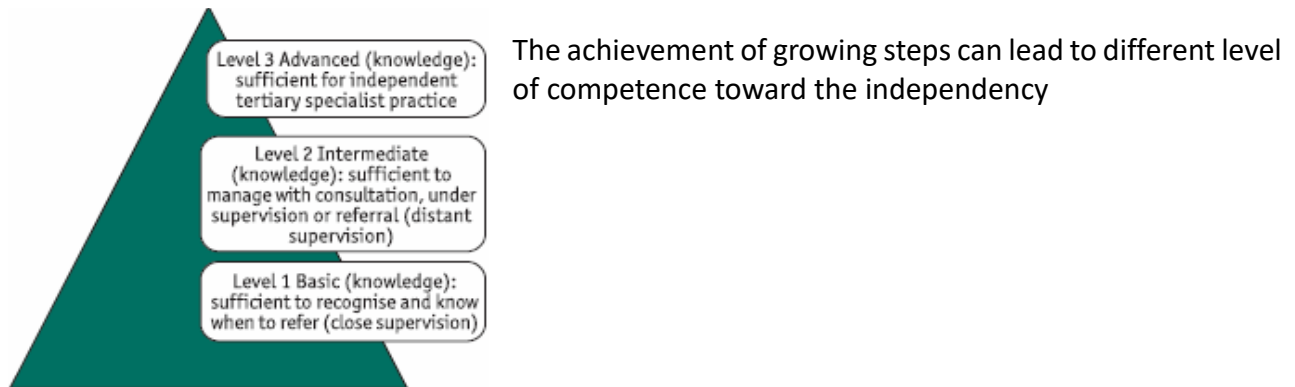 Level 3 Advanced (knowledge):
sufficient for independent
tertiary specialist practice
Level 2 Intermediate
(knowledge): sufficient to
manage with consultation, under
supervision or referral (distant
supervision)
Level 1 Basic (knowledge):
sufficient to recognise and know
when to refer (close supervision)
The achievement of growing steps can lead to different level
of competence toward the independency